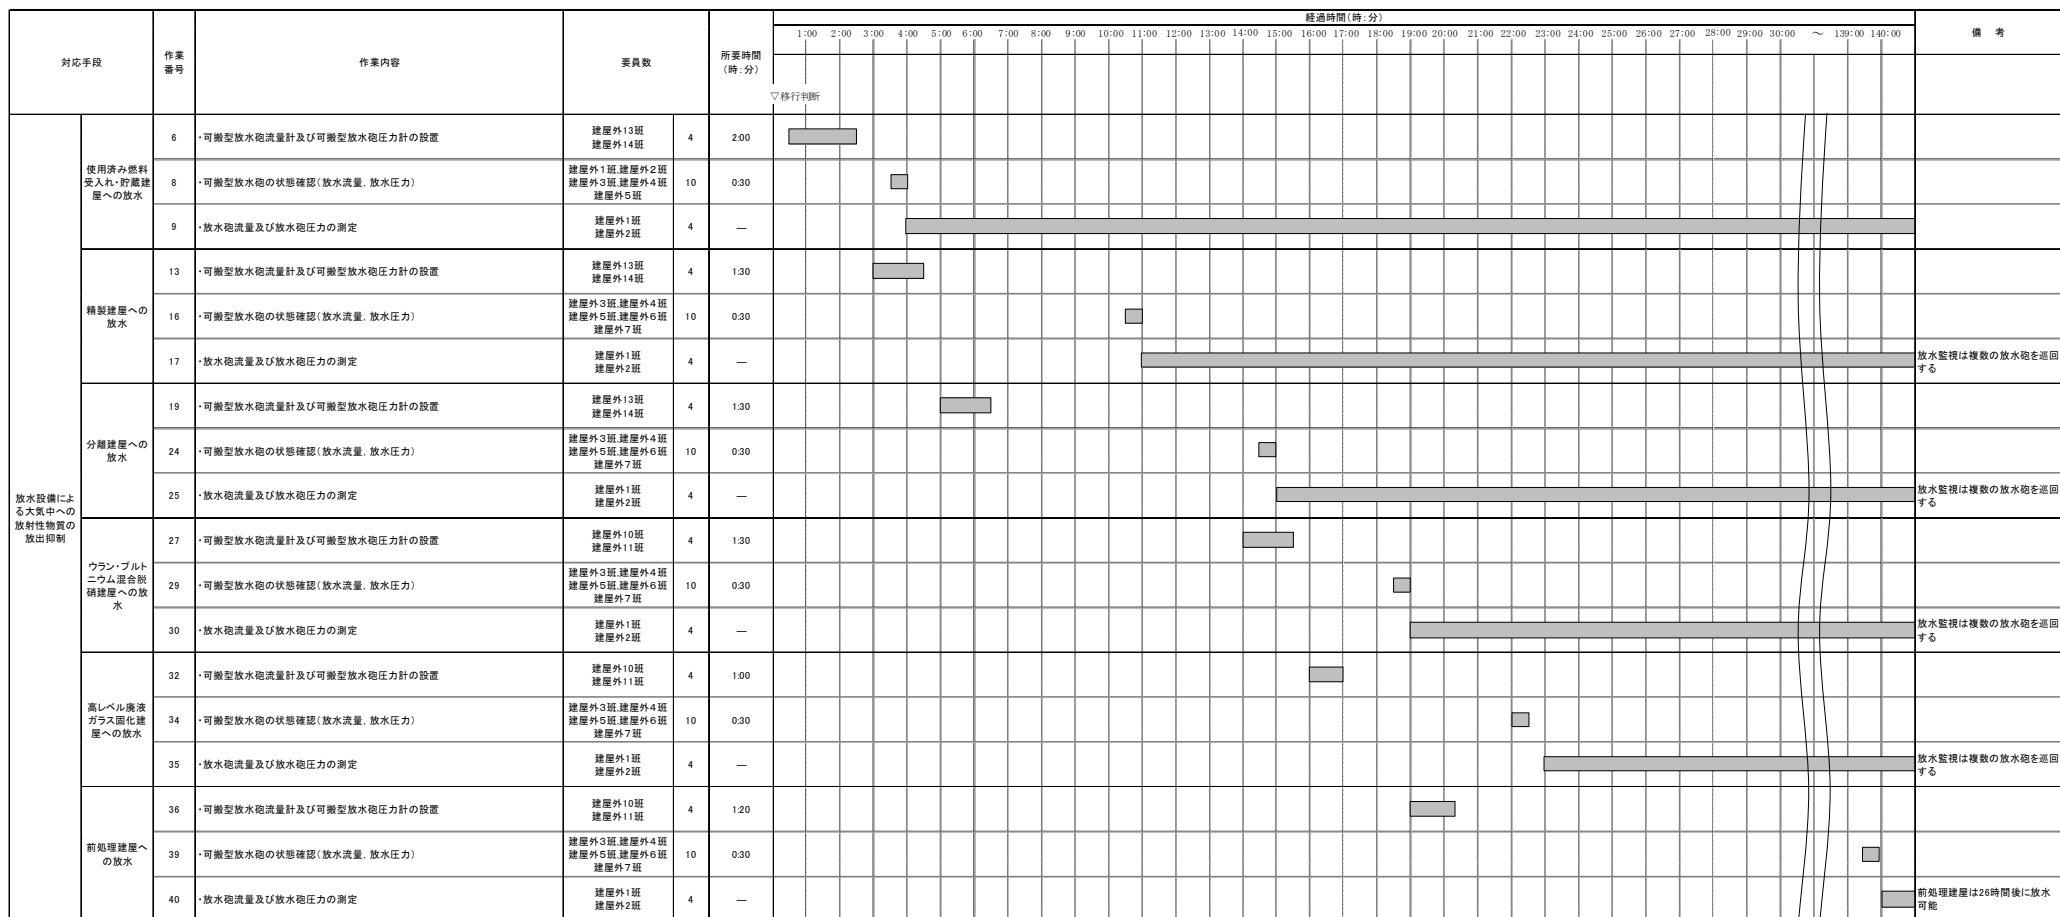 対応手段
作業
番号
作業内容
要員数
所要時間
(時:分)
経過時間(時:分)
備 考
1:00 2:00 3:00 4:00 5:00 6:00 7:00 8:00 9:00 10:00 11:00 12:00 13:00 14:00 15:00 16:00 17:00 18:00 19:00 20:00 21:00 22:00 23:00 24:00 25:00 26:00 27:00 28:00 29:00 30:00 ～ 139:00 140:00
▽移行判断
放水設備によ
る大気中への
放射性物質の
放出抑制
使用済み燃料
受入れ・貯蔵建
屋への放水
6 ・可搬型放水砲流量計及び可搬型放水砲圧力計の設置
建屋外13班
建屋外14班
4 2:00
8 ・可搬型放水砲の状態確認(放水流量,放水圧力)
建屋外1班,建屋外2班
建屋外3班,建屋外4班
建屋外5班
10 0:30
9 ・放水砲流量及び放水砲圧力の測定
建屋外1班
建屋外2班
4 ―
精製建屋への
放水
13 ・可搬型放水砲流量計及び可搬型放水砲圧力計の設置
建屋外13班
建屋外14班
4 1:30
16 ・可搬型放水砲の状態確認(放水流量,放水圧力)
建屋外3班,建屋外4班
建屋外5班,建屋外6班
建屋外7班
10 0:30
17 ・放水砲流量及び放水砲圧力の測定
建屋外1班
建屋外2班
4 ―
放水監視は複数の放水砲を巡回
する
分離建屋への
放水
19 ・可搬型放水砲流量計及び可搬型放水砲圧力計の設置
建屋外13班
建屋外14班
4 1:30
24 ・可搬型放水砲の状態確認(放水流量,放水圧力)
建屋外3班,建屋外4班
建屋外5班,建屋外6班
建屋外7班
10 0:30
25 ・放水砲流量及び放水砲圧力の測定
建屋外1班
建屋外2班
4 ―
放水監視は複数の放水砲を巡回
する
ウラン・プルト
ニウム混合脱
硝建屋への放
水
27 ・可搬型放水砲流量計及び可搬型放水砲圧力計の設置
建屋外10班
建屋外11班
4 1:30
29 ・可搬型放水砲の状態確認(放水流量,放水圧力)
建屋外3班,建屋外4班
建屋外5班,建屋外6班
建屋外7班
10 0:30
30 ・放水砲流量及び放水砲圧力の測定
建屋外1班
建屋外2班
4 ―
放水監視は複数の放水砲を巡回
する
高レベル廃液
ガラス固化建
屋への放水
32 ・可搬型放水砲流量計及び可搬型放水砲圧力計の設置
建屋外10班
建屋外11班
4 1:00
34 ・可搬型放水砲の状態確認(放水流量,放水圧力)
建屋外3班,建屋外4班
建屋外5班,建屋外6班
建屋外7班
10 0:30
35 ・放水砲流量及び放水砲圧力の測定
建屋外1班
建屋外2班
4 ―
放水監視は複数の放水砲を巡回
する
前処理建屋へ
の放水
36 ・可搬型放水砲流量計及び可搬型放水砲圧力計の設置
建屋外10班
建屋外11班
4 1:20
39 ・可搬型放水砲の状態確認(放水流量,放水圧力)
建屋外3班,建屋外4班
建屋外5班,建屋外6班
建屋外7班
10 0:30
40 ・放水砲流量及び放水砲圧力の測定
建屋外1班
建屋外2班
4 ―
前処理建屋は26時間後に放水
可能